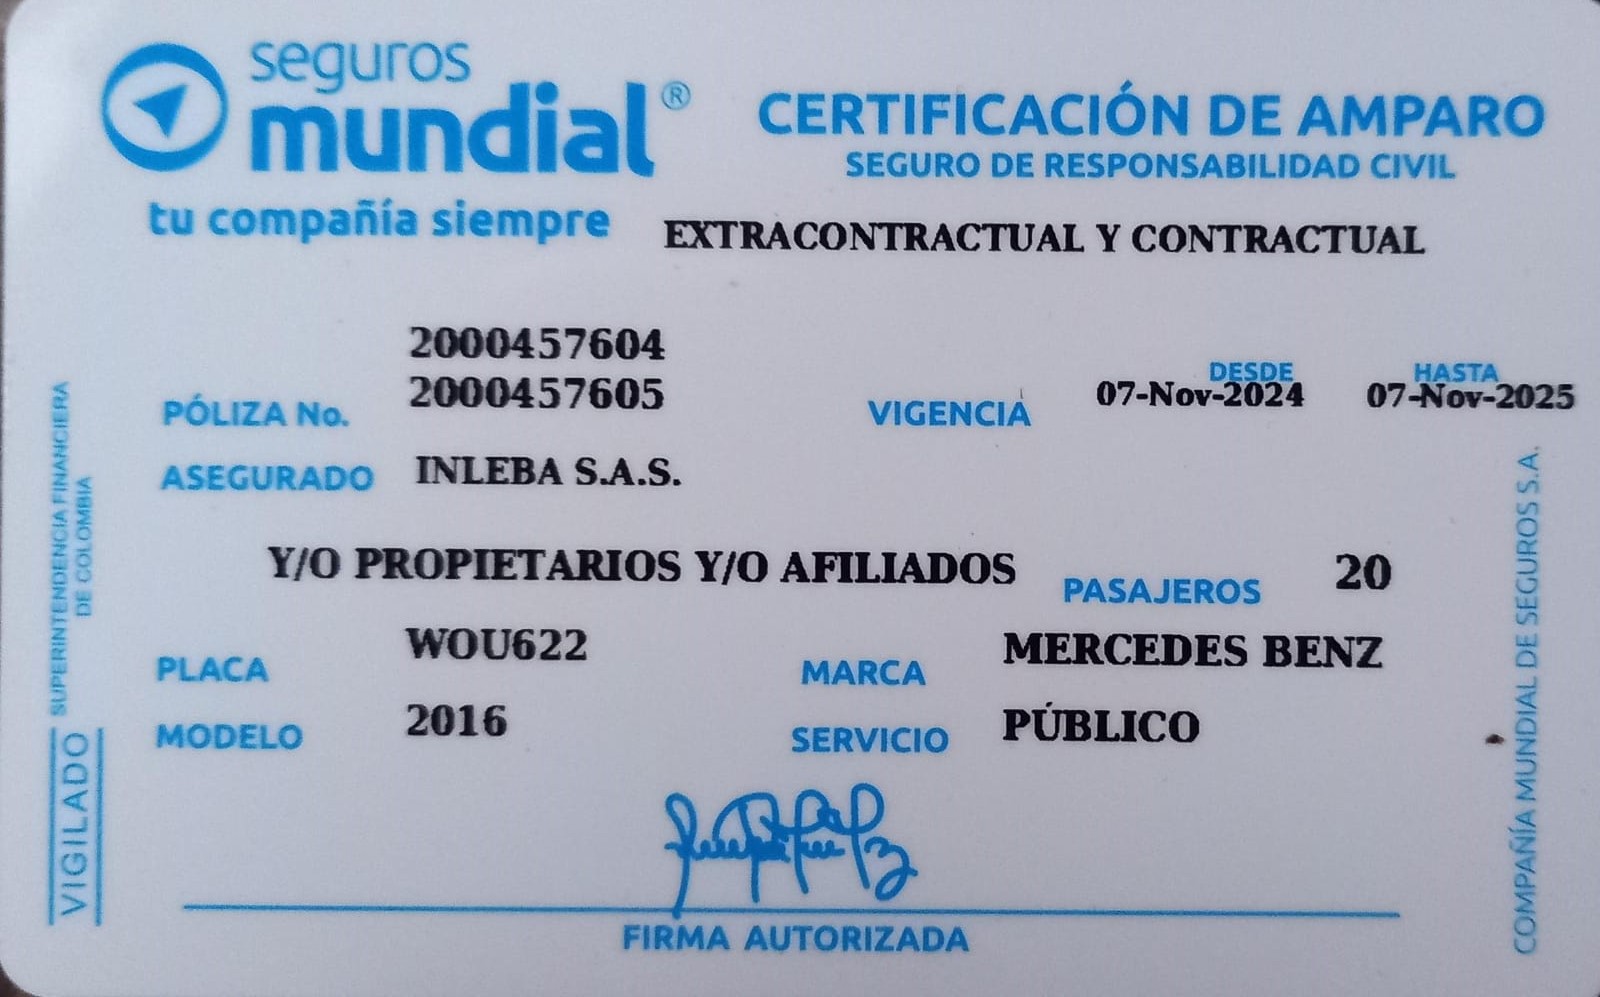 seguros
mundial®
tu compañía siempre
CERTIFICACIÓN DE AMPARO
SEGURO DE RESPONSABILIDAD CIVIL
EXTRACONTRACTUAL Y CONTRACTUAL
2000457604
PÓLIZA No. 2000457605
VIGENCIA
DESDE HASTA
07-Nov-2024 07-Nov-2025
ASEGURADO INLEBA S.A.S.
Y/O PROPIETARIOS Y/O AFILIADOS
PASAJEROS 20
PLACA WOU622
MARCA MERCEDES BENZ
MODELO 2016
SERVICIO PÚBLICO
FIRMA AUTORIZADA
VIGILADO
SUPERINTENDENCIA FINANCIERA
DE COLOMBIA
COMPAÑÍA MUNDIAL DE SEGUROS S.A.